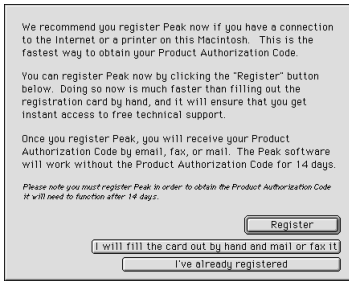 We recommend you register Peak now if you have a connection
to the Internet or a printer on this Macintosh.  This is the
fastest way to obtain your Product Authorization Code.
You can register Peak now by clicking the "Register" button
below.  Doing so now is much faster than filling out the
registration card by hand, and it will ensure that you get
instant access to free technical support.
Once you register Peak, you will receive your Product
Authorization Code by email, fax, or mail.  The Peak software
will work without the Product Authorization Code for 14 days.
Please note you must register Peak in order to obtain the Product Authorization Code
it will need to function after 14 days.
Register
I will fill the card out by hand and mail or fax it
I've already registered